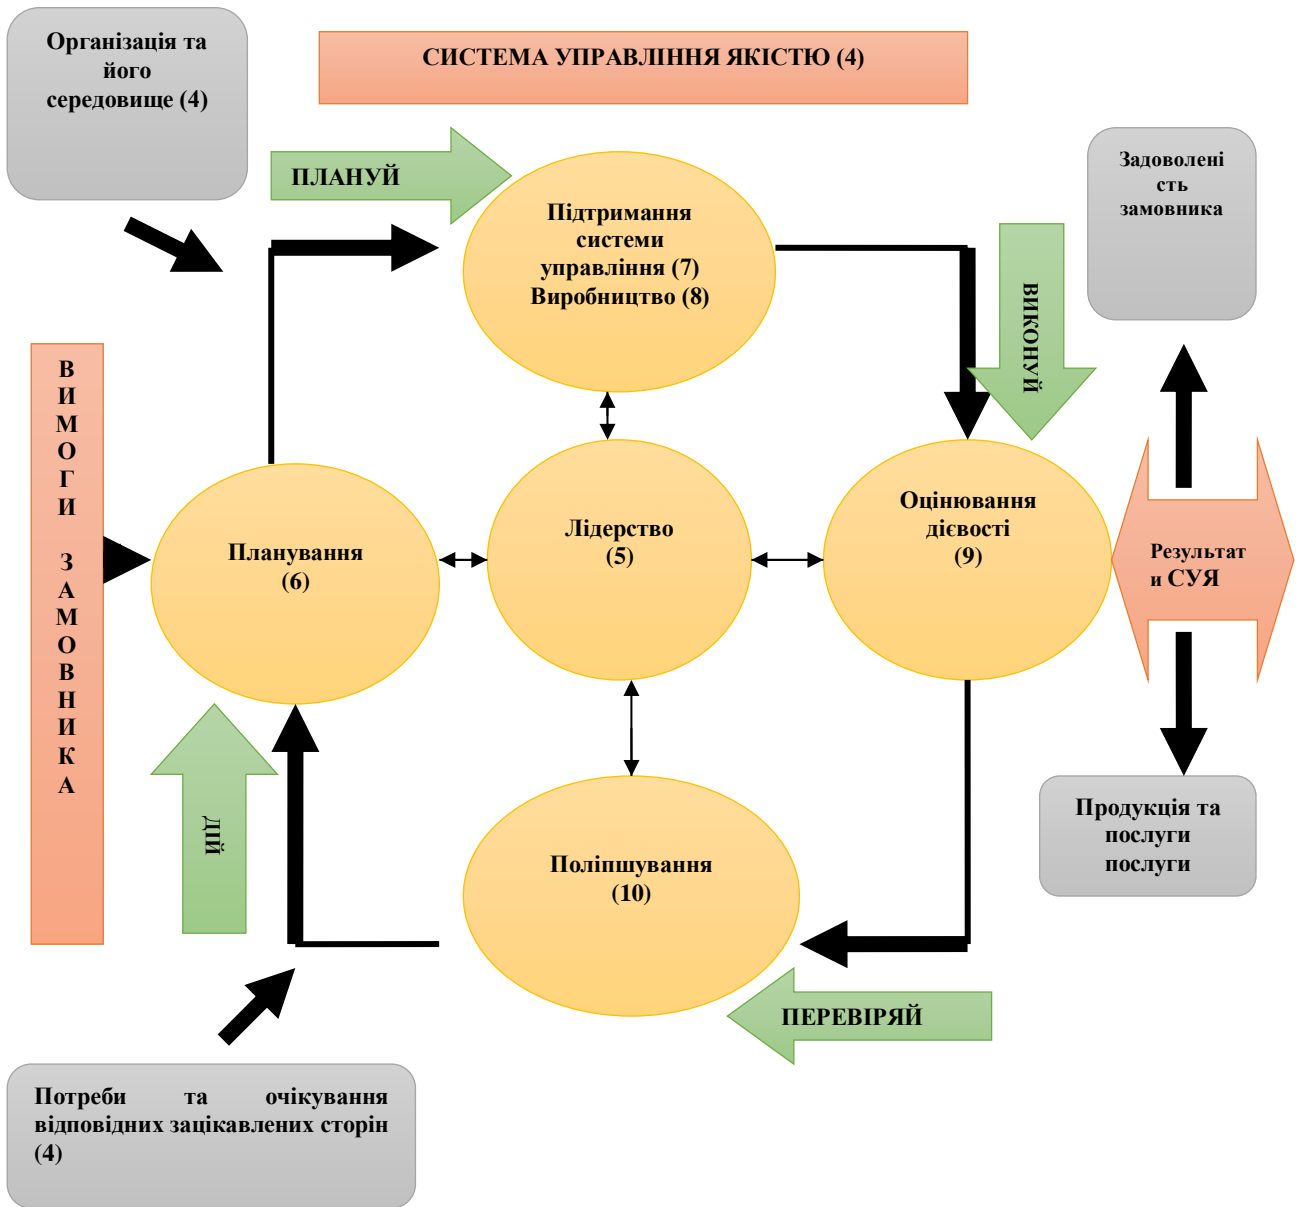 Організація та
його
середовище (4)
СИСТЕМА УПРАВЛІННЯ ЯКІСТЮ (4)
ПЛАНУЙ
Підтримання
системи
управління (7)
Виробництво (8)
ВИКОНУЙ
Задоволені
сть
замовника
ВИМОГИ ЗАМОВНИКА
Планування
(6)
Лідерство
(5)
Оцінювання
дієвості
(9)
Результат
и СУЯ
ДІЙ
Поліпшування
(10)
Продукція та
послуги
послуги
ПЕРЕВІРЯЙ
Потреби та очікування
відповідних зацікавлених сторін
(4)